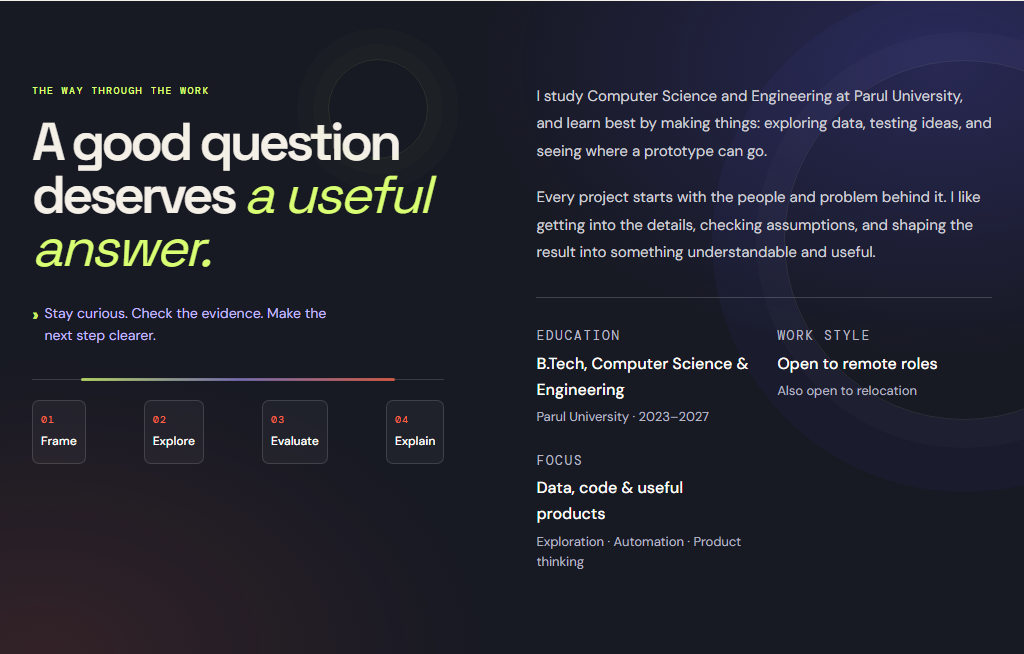 THE WAY THROUGH THE WORK
A good question
deserves a useful
answer.
Stay curious. Check the evidence. Make the
next step clearer.
01
Frame
02
Explore
03
Evaluate
04
Explain
I study Computer Science and Engineering at Parul University,
and learn best by making things: exploring data, testing ideas, and
seeing where a prototype can go.
Every project starts with the people and problem behind it. I like
getting into the details, checking assumptions, and shaping the
result into something understandable and useful.
EDUCATION
B.Tech, Computer Science &
Engineering
Parul University · 2023–2027
WORK STYLE
Open to remote roles
Also open to relocation
FOCUS
Data, code & useful
products
Exploration · Automation · Product
thinking